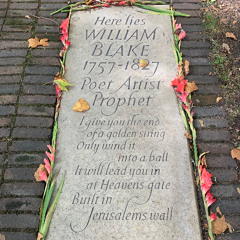 Here lies
WILLIAM
BLAKE
1757-1827
Poet Artist
Prophet
I give you the end
of a golden string
Only wind it
into a ball
It will lead you in
at Heavens gate
Built in
Jerusalems wall